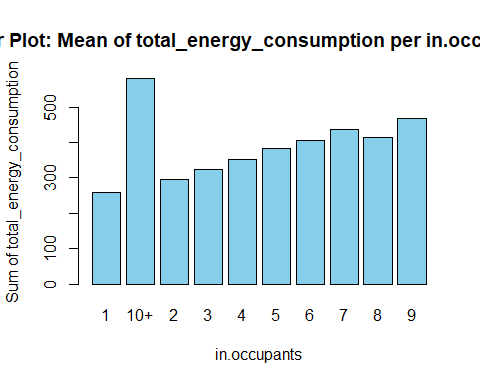 r Plot: Mean of total_energy_consumption per in.occ
Sum of total_energy_consumption
500
300
100
0
1 10+ 2 3 4 5 6 7 8 9
in.occupants